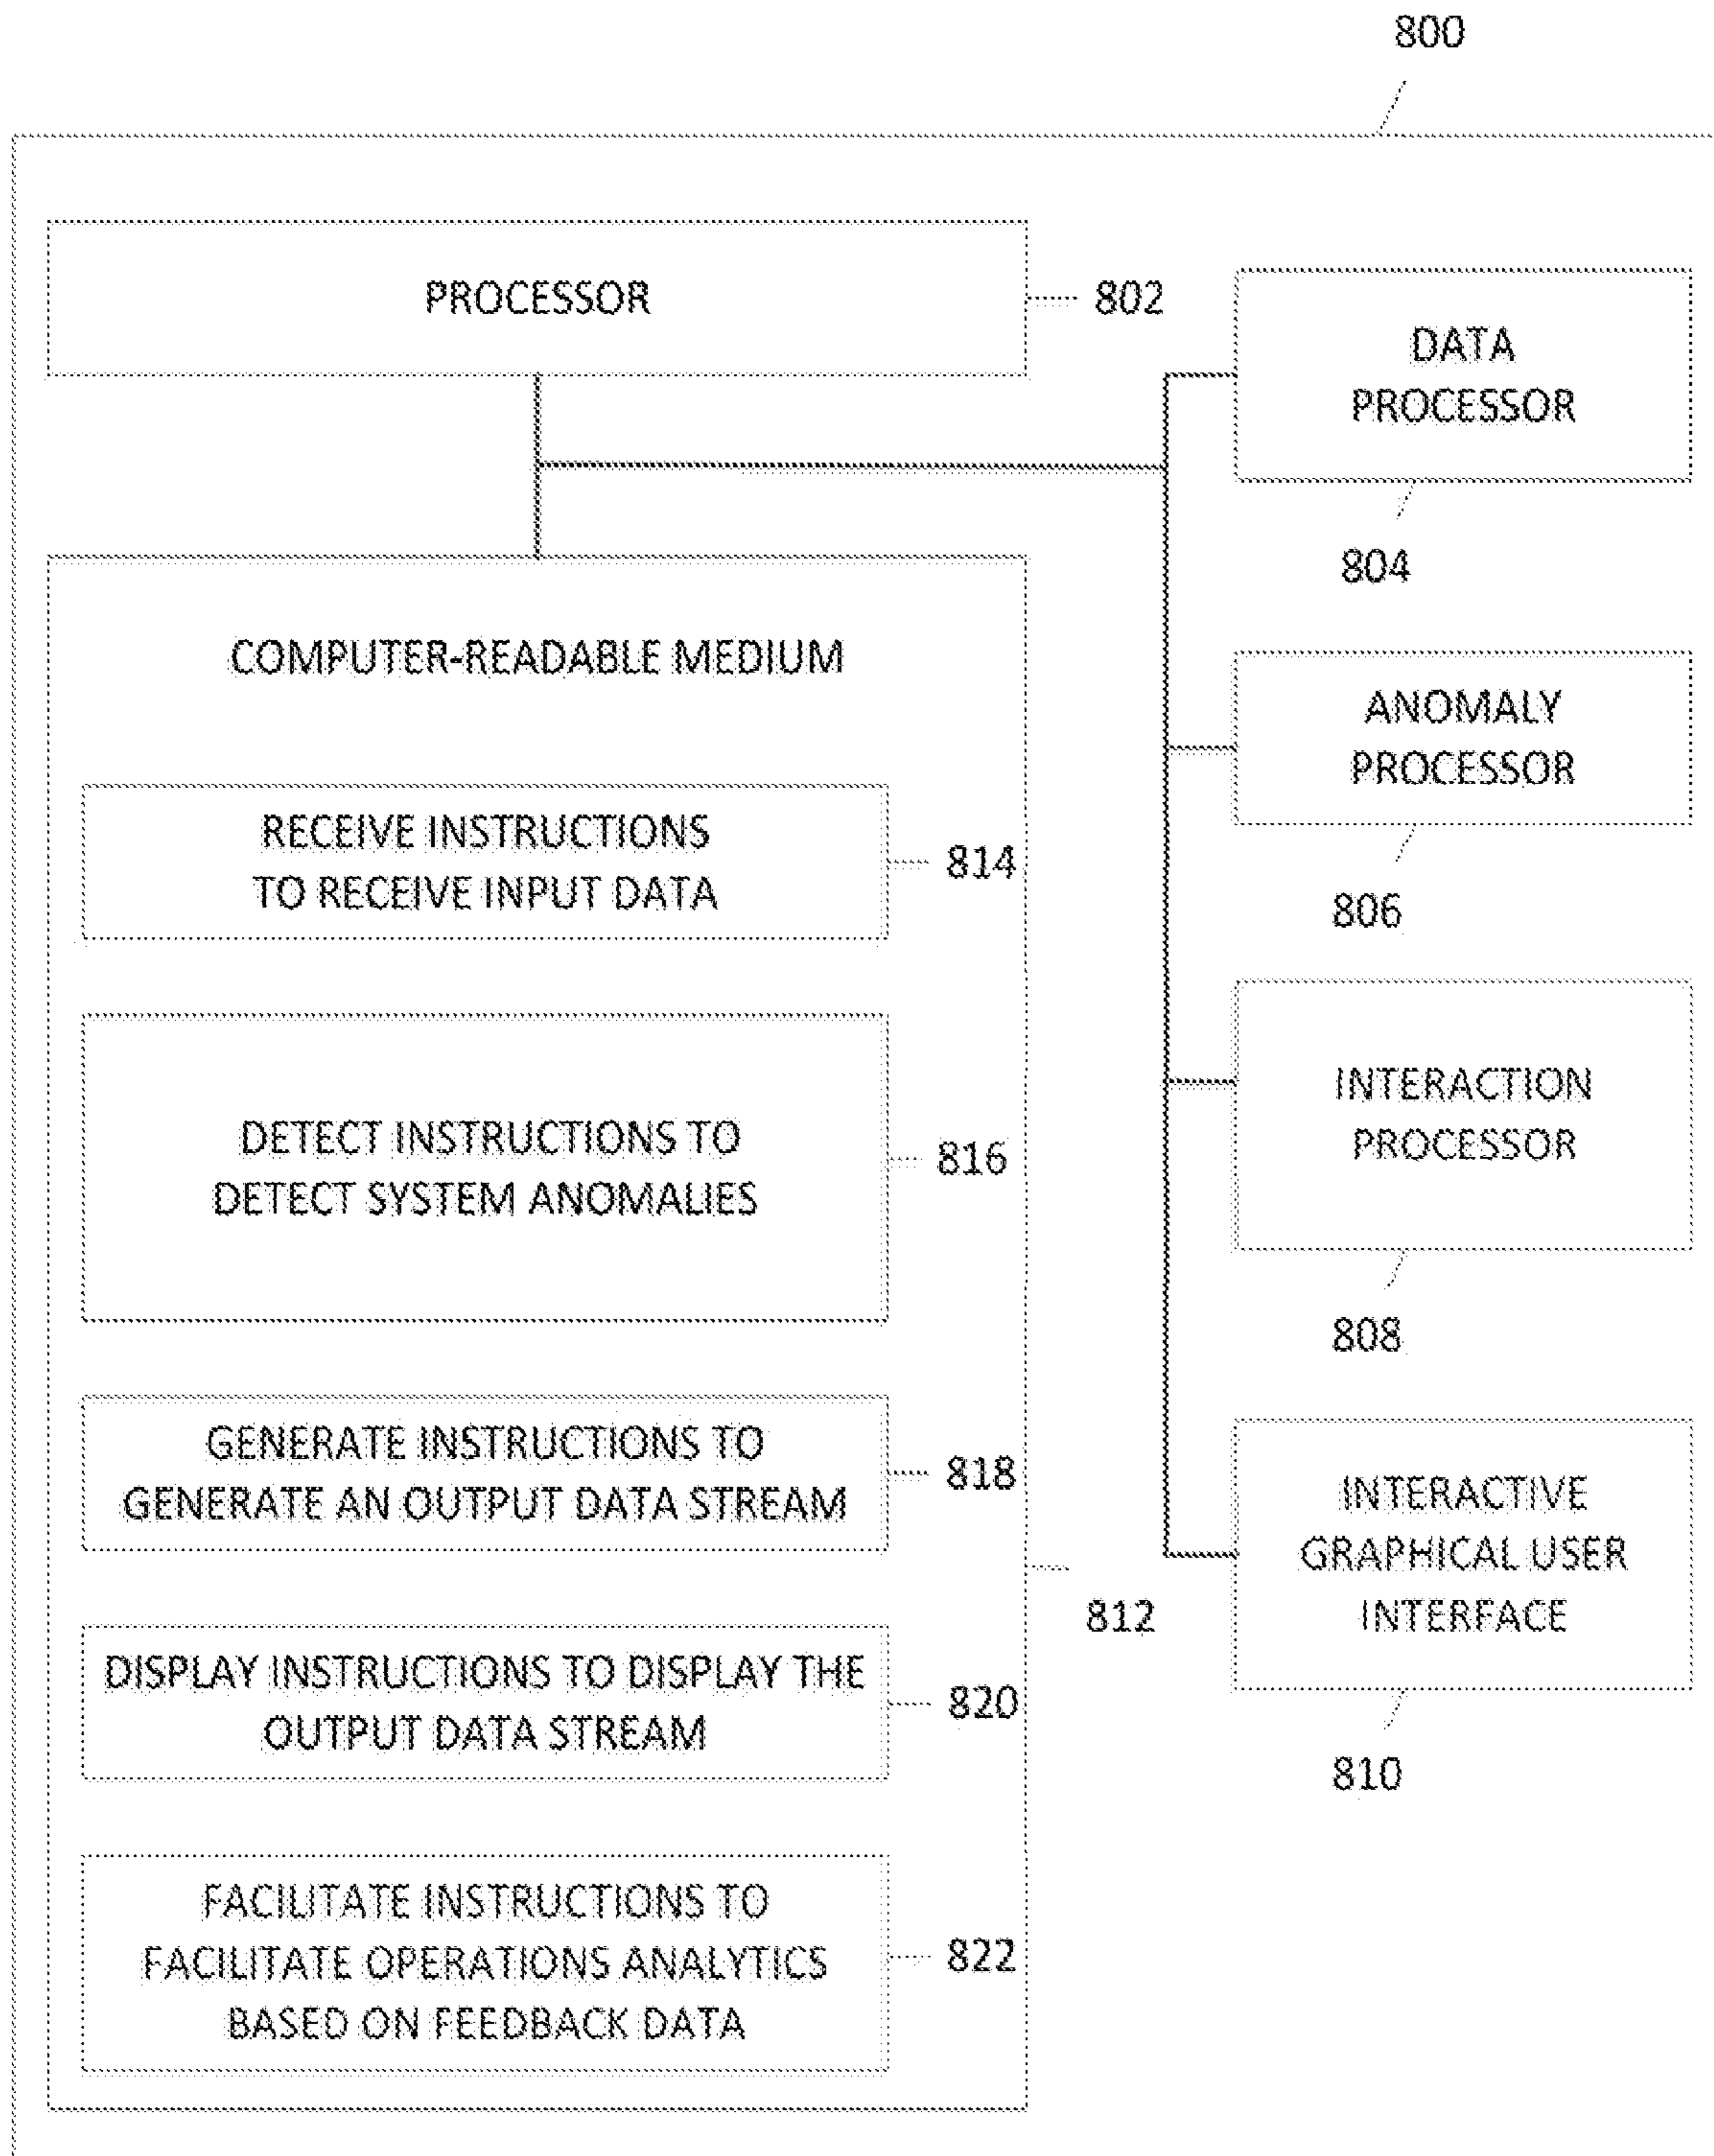 800
PROCESSOR
802
DATA
PROCESSOR
804
COMPUTER-READABLE MEDIUM
ANOMALY
PROCESSOR
806
RECEIVE INSTRUCTIONS
TO RECEIVE INPUT DATA
814
DETECT INSTRUCTIONS TO
DETECT SYSTEM ANOMALIES
816
INTERACTION
PROCESSOR
808
GENERATE INSTRUCTIONS TO
GENERATE AN OUTPUT DATA STREAM
818
INTERACTIVE
GRAPHICAL USER
INTERFACE
810
812
DISPLAY INSTRUCTIONS TO DISPLAY THE
OUTPUT DATA STREAM
820
FACILITATE INSTRUCTIONS TO
FACILITATE OPERATIONS ANALYTICS
BASED ON FEEDBACK DATA
822